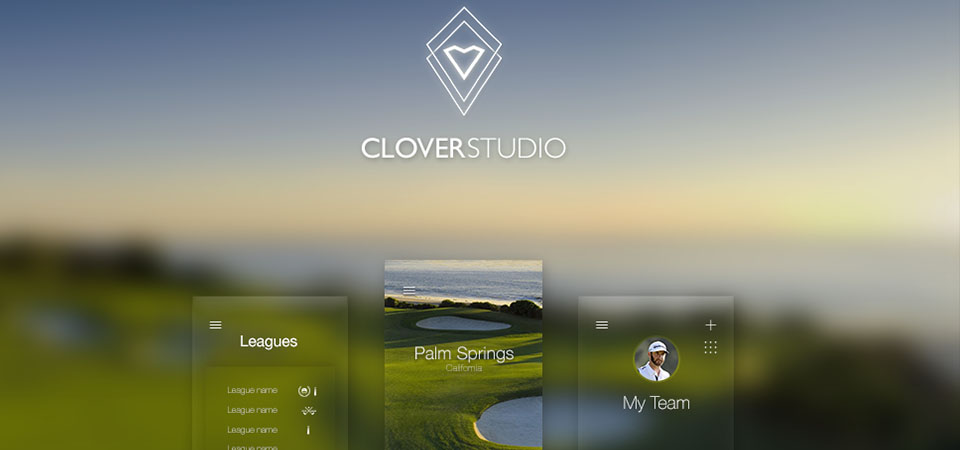 CLOVERSTUDIO
Leagues
League name
League name
League name
League name
Palm Springs
California
My Team